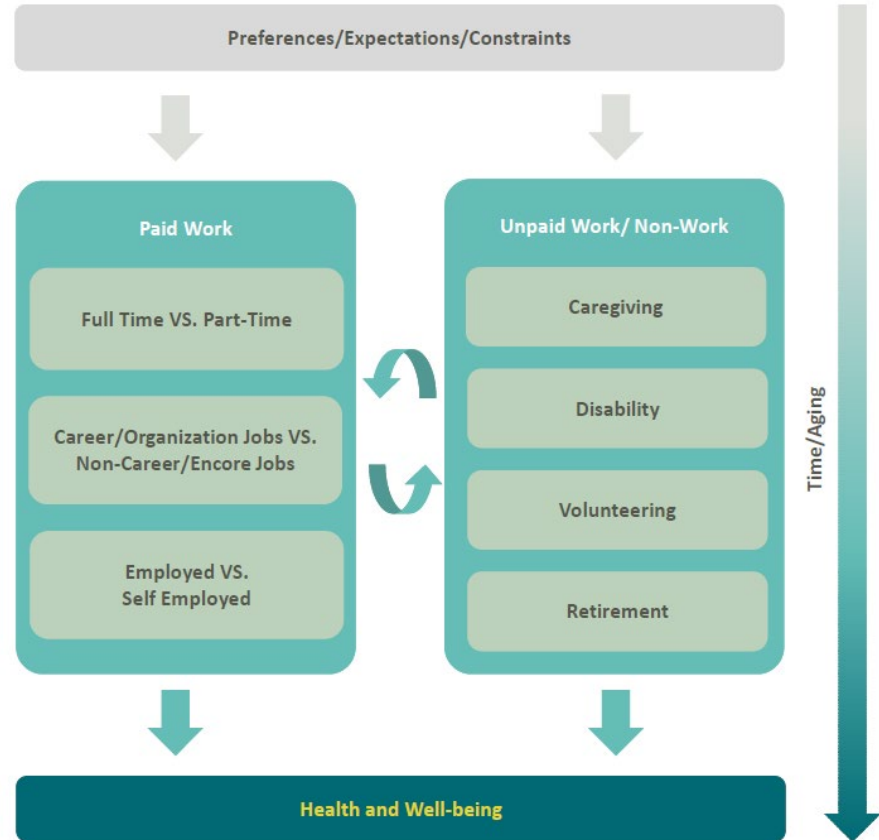 Preferences/Expectations/Constraints
Paid Work
Full Time VS. Part-Time
Career/Organization Jobs VS.
Non-Career/Encore Jobs
Employed VS.
Self Employed
Unpaid Work/ Non-Work
Caregiving
Disability
Volunteering
Retirement
Time/Aging
Health and Well-being